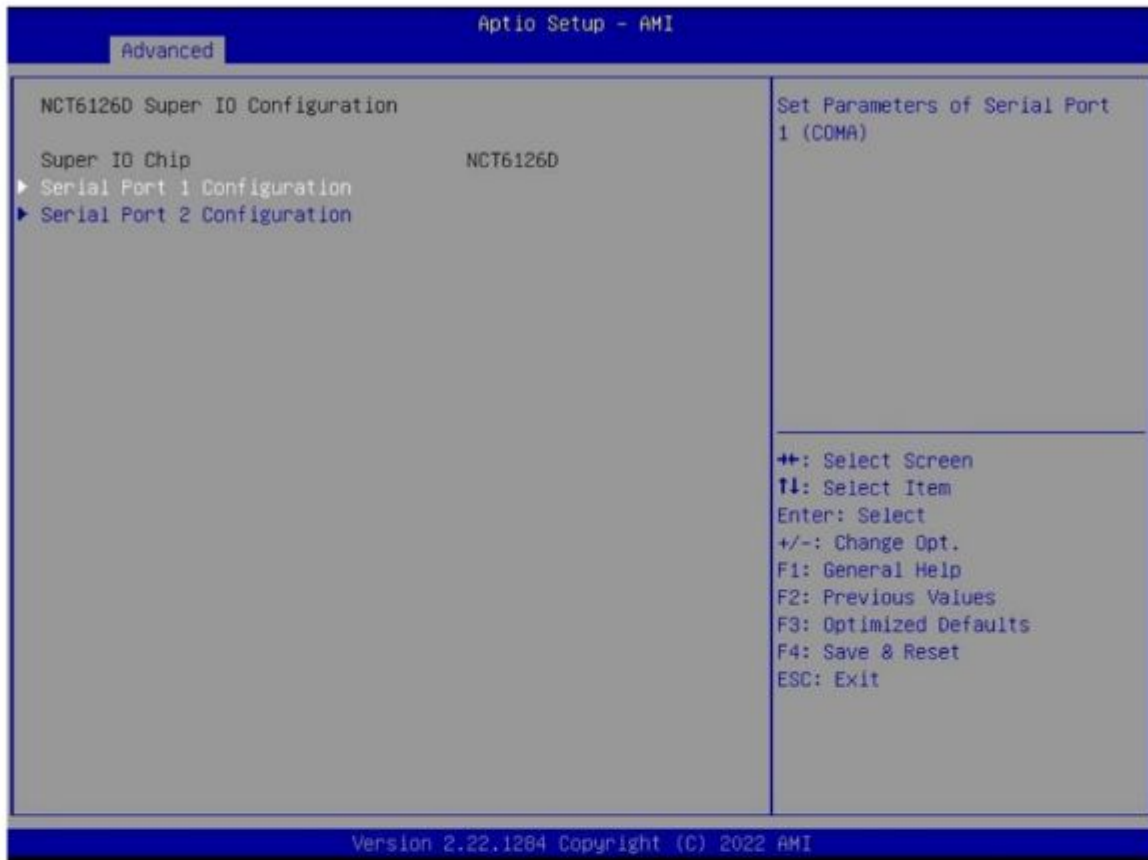 Aptio Setup - AMI
Advanced
NCT6126D Super IO Configuration
Super IO Chip NCT6126D
Serial Port 1 Configuration
Serial Port 2 Configuration
Set Parameters of Serial Port
1 (COMA)
→←: Select Screen
↑↓: Select Item
Enter: Select
+/-: Change Opt.
F1: General Help
F2: Previous Values
F3: Optimized Defaults
F4: Save & Reset
ESC: Exit
Version 2.22.1284 Copyright (C) 2022 AMI